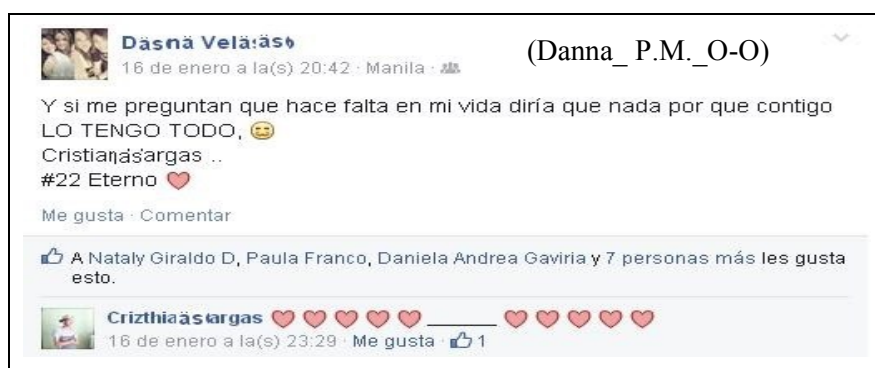 (Danna_ P.M._O-O)
16 de enero a la(s) 20:42 · Manila ·
Y si me preguntan que hace falta en mi vida diría que nada por que contigo
LO TENGO TODO, 😊
#22 Eterno ❤
Me gusta · Comentar
A Nataly Giraldo D, Paula Franco, Daniela Andrea Gaviria y 7 personas más les gusta
esto.
❤❤❤❤❤______❤❤❤❤❤
16 de enero a la(s) 23:29 · Me gusta · 1